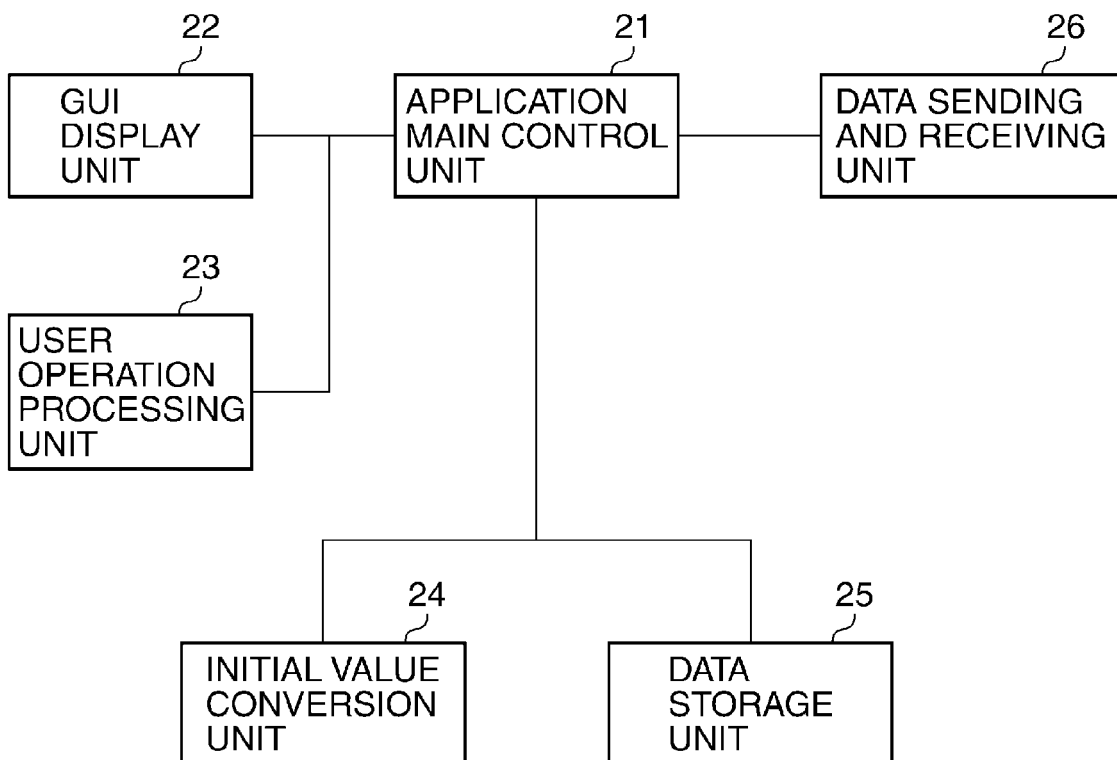 22
GUI
DISPLAY
UNIT
21
APPLICATION
MAIN CONTROL
UNIT
26
DATA SENDING
AND RECEIVING
UNIT
23
USER
OPERATION
PROCESSING
UNIT
24
INITIAL VALUE
CONVERSION
UNIT
25
DATA
STORAGE
UNIT